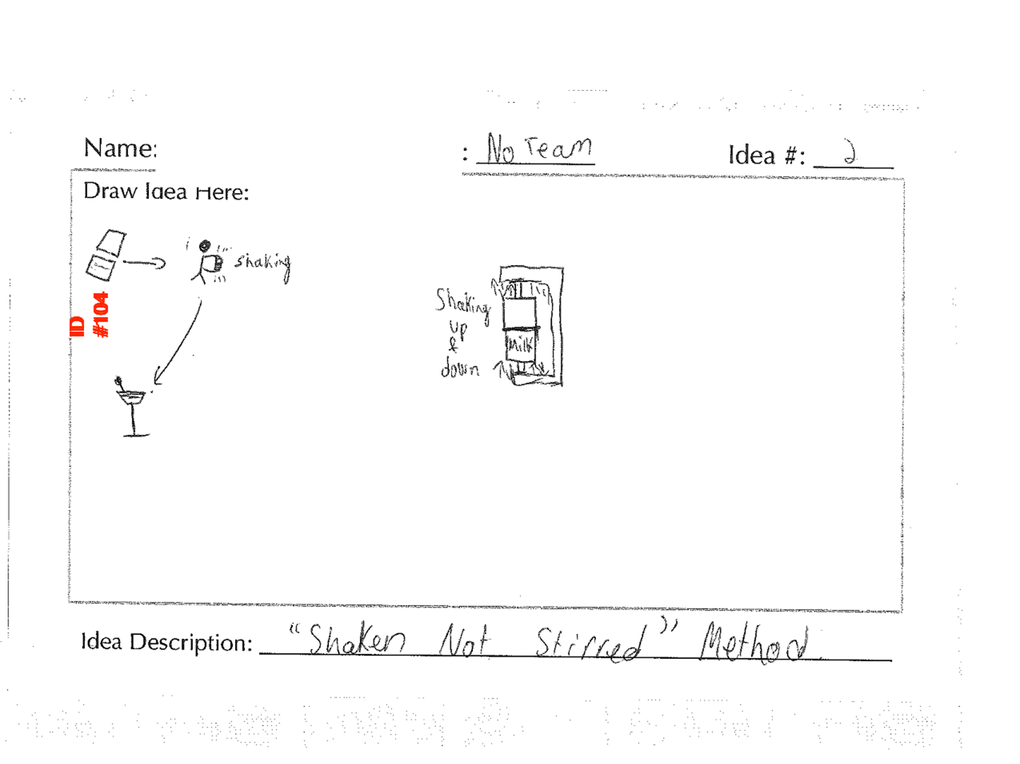 Name: : No Team Idea #: 2
Draw Idea Here:
shaking
ID
#104
Shaking
up
&
down
Milk
Idea Description: "Shaken Not Stirred" Method